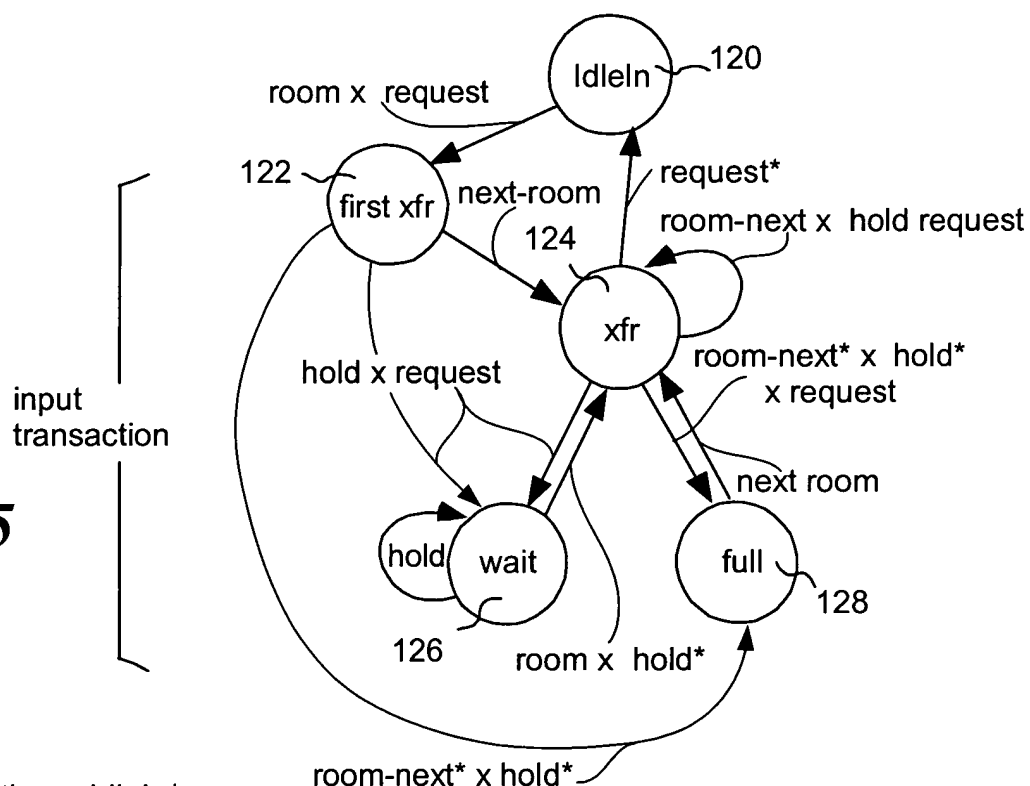 IdleIn
120
room x request
122
first xfr
next-room
124
request*
room-next x hold request
xfr
hold x request
room-next* x hold*
x request
input
transaction
next room
5
hold
wait
full
128
126
room x hold*
room-next* x hold*